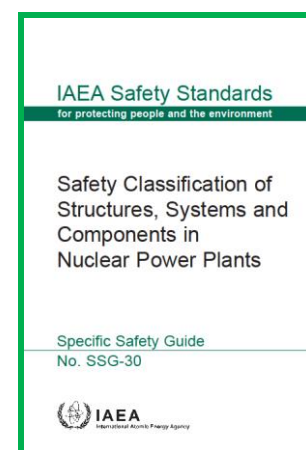 IAEA Safety Standards
for protecting people and the environment
Safety Classification of
Structures, Systems and
Components in
Nuclear Power Plants
Specific Safety Guide
No. SSG-30
IAEA
International Atomic Energy Agency